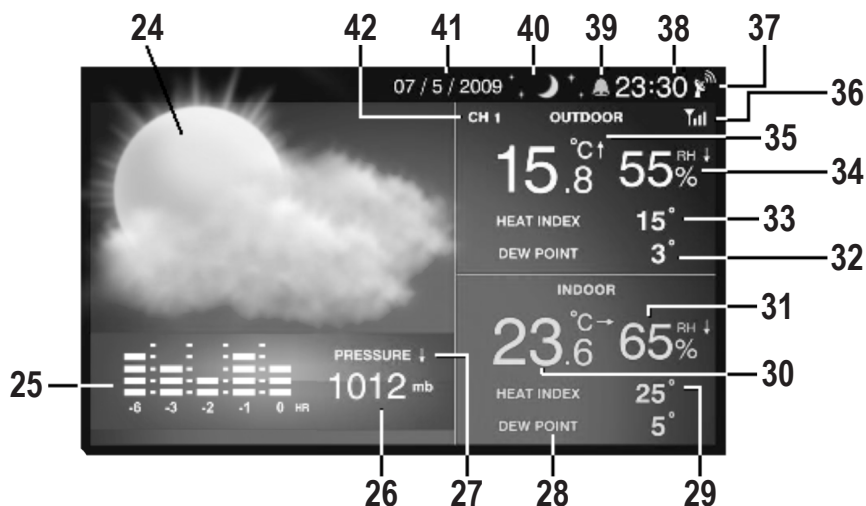 42 41 40 39 38 37
24
07 / 5 / 2009 23:30
36
CH 1 OUTDOOR
35
15.8 °C↑ 55% RH ↓
34
HEAT INDEX 15°
33
DEW POINT 3°
32
INDOOR
31
23.6 °C→ 65% RH ↓
30
PRESSURE ↓
1012 mb
25
-6 -3 -2 -1 0 HR
HEAT INDEX 25°
DEW POINT 5°
26 27 28 29